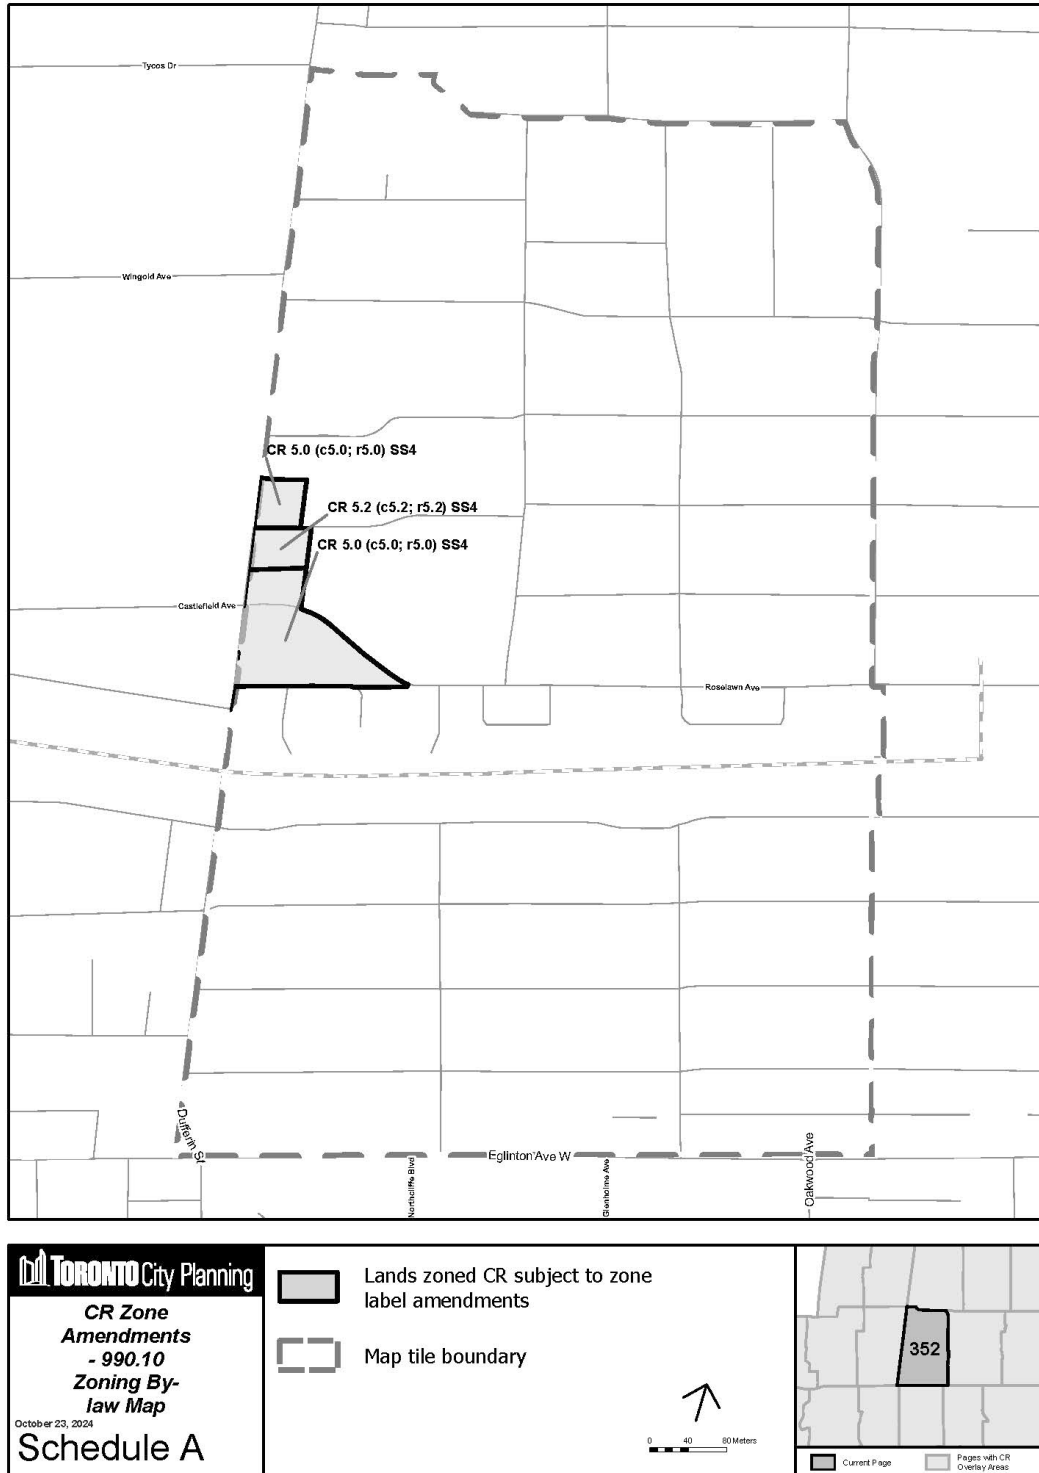 Tycos Dr
Wingold Ave
CR 5.0 (c5.0; r5.0) SS4
CR 5.2 (c5.2; r5.2) SS4
CR 5.0 (c5.0; r5.0) SS4
Castlefield Ave
Roselawn Ave
Dufferin St
Eglinton Ave W
Northcliffe Blvd
Glenholme Ave
Oakwood Ave
TORONTO City Planning
CR Zone
Amendments
- 990.10
Zoning By-
law Map
October 23, 2024
Schedule A
Lands zoned CR subject to zone
label amendments
Map tile boundary
0 40 80 Meters
352
Current Page
Pages with CR
Overlay Areas